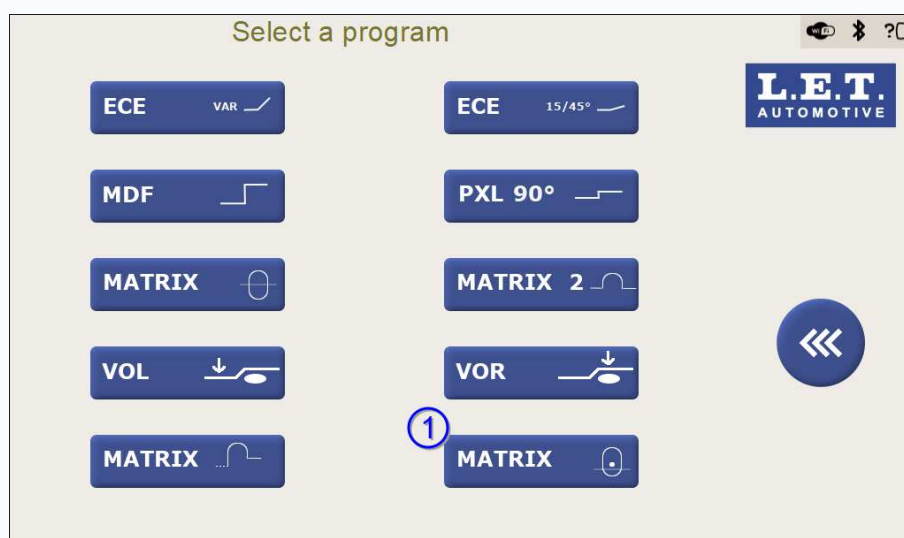 Select a program
WiFi
?
L.E.T.
AUTOMOTIVE
ECE VAR
ECE 15/45°
MDF
PXL 90°
MATRIX
MATRIX 2
VOL
VOR
1
MATRIX ...
MATRIX